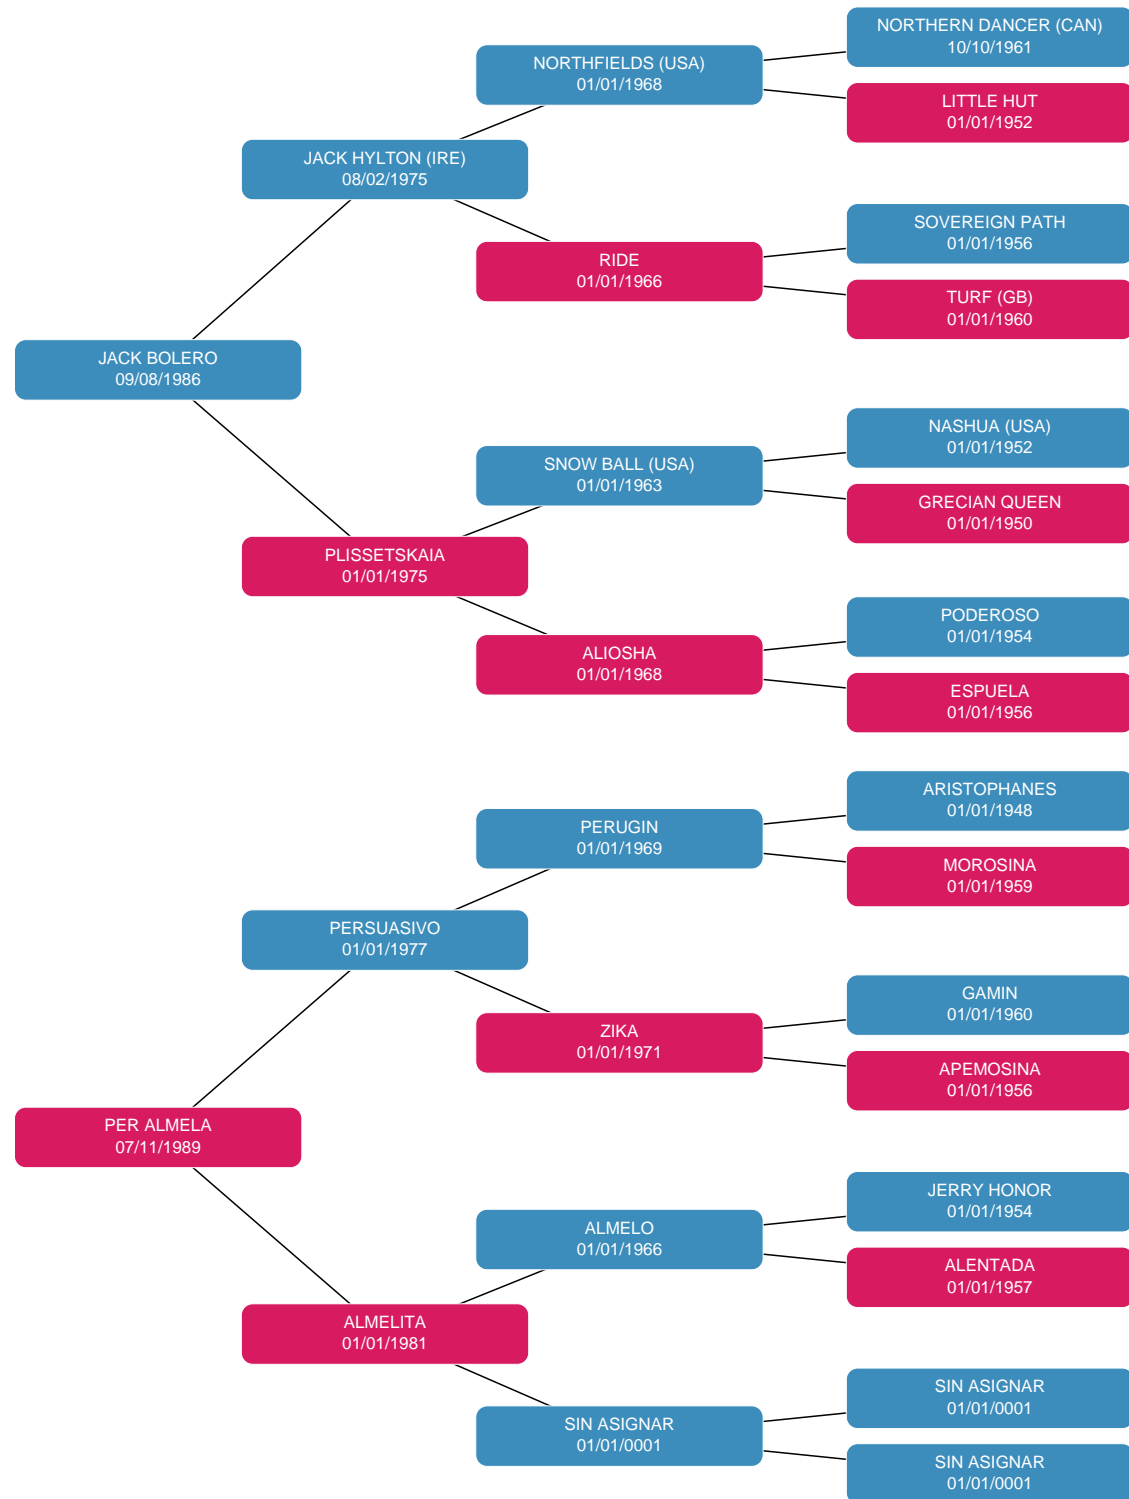 NORTHERN DANCER (CAN)
10/10/1961
NORTHFIELDS (USA)
01/01/1968
LITTLE HUT
01/01/1952
JACK HYLTON (IRE)
08/02/1975
SOVEREIGN PATH
01/01/1956
RIDE
01/01/1966
TURF (GB)
01/01/1960
JACK BOLERO
09/08/1986
NASHUA (USA)
01/01/1952
SNOW BALL (USA)
01/01/1963
GRECIAN QUEEN
01/01/1950
PLISSETSKAIA
01/01/1975
PODEROSO
01/01/1954
ALIOSHA
01/01/1968
ESPUELA
01/01/1956
ARISTOPHANES
01/01/1948
PERUGIN
01/01/1969
MOROSINA
01/01/1959
PERSUASIVO
01/01/1977
GAMIN
01/01/1960
ZIKA
01/01/1971
APEMOSINA
01/01/1956
PER ALMELA
07/11/1989
JERRY HONOR
01/01/1954
ALMELO
01/01/1966
ALENTADA
01/01/1957
ALMELITA
01/01/1981
SIN ASIGNAR
01/01/0001
SIN ASIGNAR
01/01/0001
SIN ASIGNAR
01/01/0001